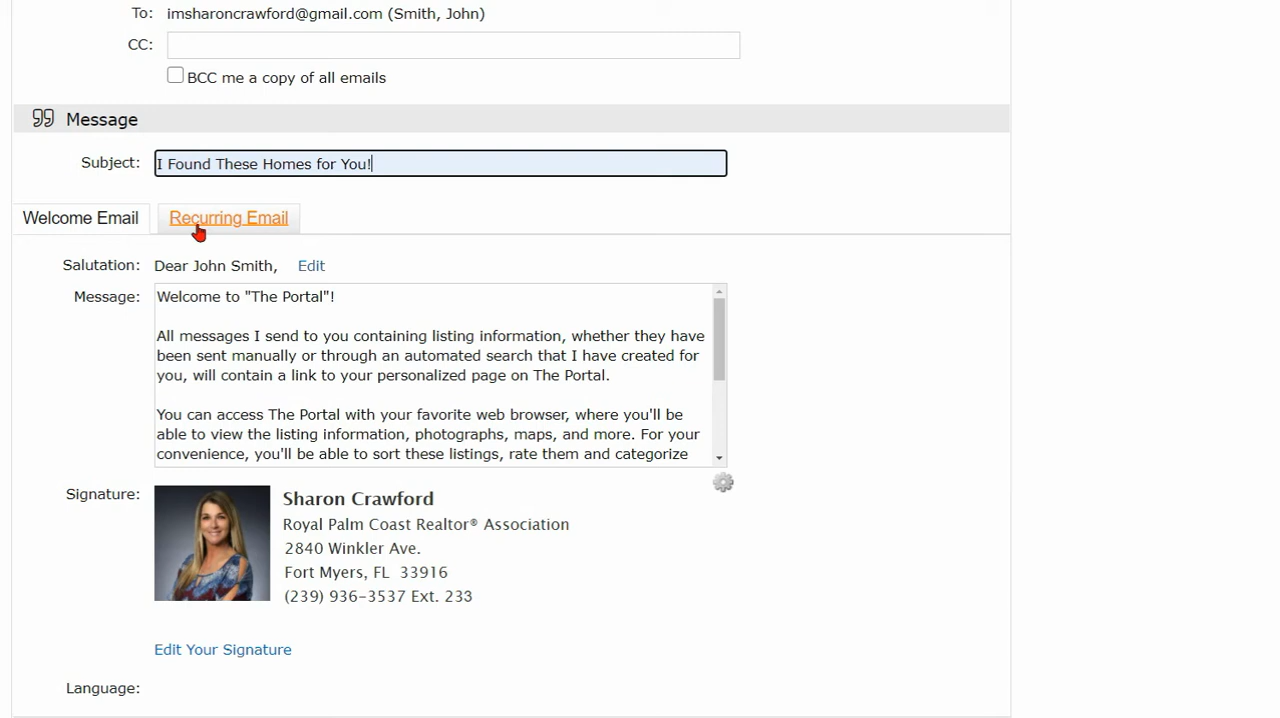 To: imsharoncrawford@gmail.com (Smith, John)
CC:
BCC me a copy of all emails
Message
Subject: I Found These Homes for You!
Welcome Email Recurring Email
Salutation: Dear John Smith, Edit
Message: Welcome to "The Portal"!
All messages I send to you containing listing information, whether they have
been sent manually or through an automated search that I have created for
you, will contain a link to your personalized page on The Portal.
You can access The Portal with your favorite web browser, where you'll be
able to view the listing information, photographs, maps, and more. For your
convenience, you'll be able to sort these listings, rate them and categorize
Signature: Sharon Crawford
Royal Palm Coast Realtor® Association
2840 Winkler Ave.
Fort Myers, FL 33916
(239) 936-3537 Ext. 233
Edit Your Signature
Language: